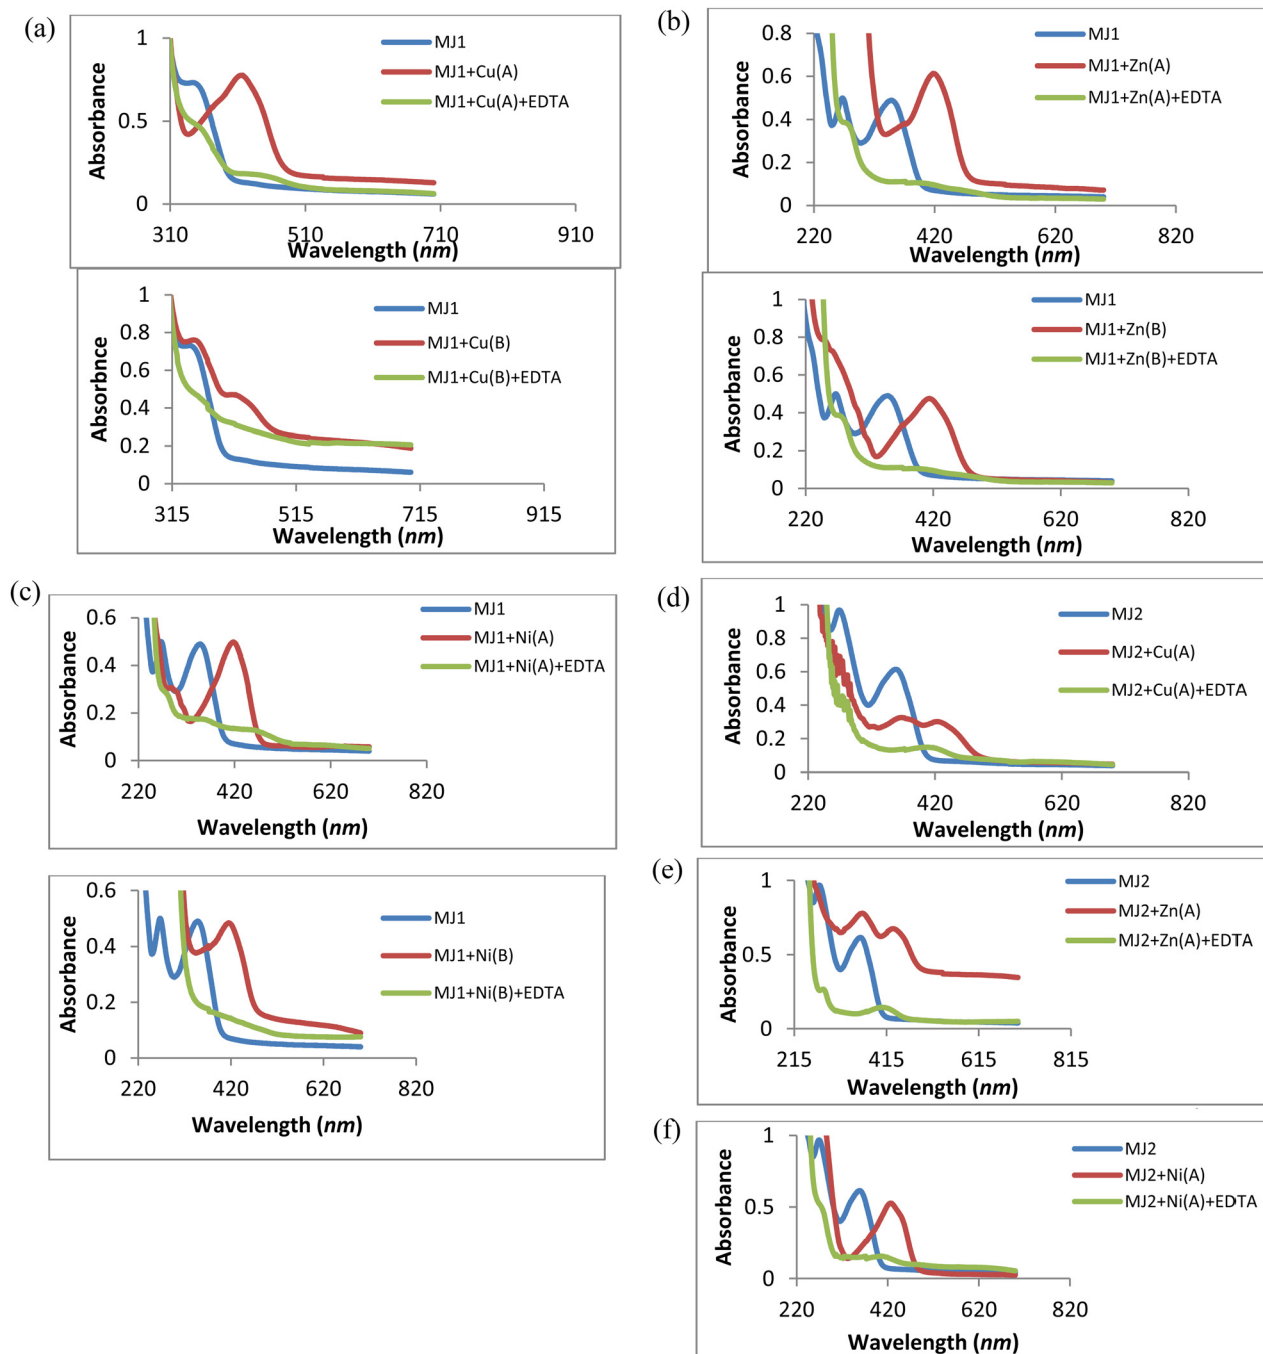 (a)
Absorbance
1
0.5
0
310 510 710 910
Wavelength (nm)
MJ1
MJ1+Cu(A)
MJ1+Cu(A)+EDTA
Absorbnce
1
0.8
0.6
0.4
0.2
0
315 515 715 915
Wavelength (nm)
MJ1
MJ1+Cu(B)
MJ1+Cu(B)+EDTA
(b)
Absorbance
0.8
0.6
0.4
0.2
0
220 420 620 820
Wavelength (nm)
MJ1
MJ1+Zn(A)
MJ1+Zn(A)+EDTA
Absorbance
1
0.8
0.6
0.4
0.2
0
220 420 620 820
Wavelength (nm)
MJ1
MJ1+Zn(B)
MJ1+Zn(B)+EDTA
(c)
Absorbance
0.6
0.4
0.2
0
220 420 620 820
Wavelength (nm)
MJ1
MJ1+Ni(A)
MJ1+Ni(A)+EDTA
Absorbance
0.6
0.4
0.2
0
220 420 620 820
Wavelength (nm)
MJ1
MJ1+Ni(B)
MJ1+Ni(B)+EDTA
(d)
Absorbance
1
0.8
0.6
0.4
0.2
0
220 420 620 820
Wavelength (nm)
MJ2
MJ2+Cu(A)
MJ2+Cu(A)+EDTA
(e)
Absorbance
1
0.5
0
215 415 615 815
Wavelength (nm)
MJ2
MJ2+Zn(A)
MJ2+Zn(A)+EDTA
(f)
Absorbance
1
0.5
0
220 420 620 820
Wavelength (nm)
MJ2
MJ2+Ni(A)
MJ2+Ni(A)+EDTA